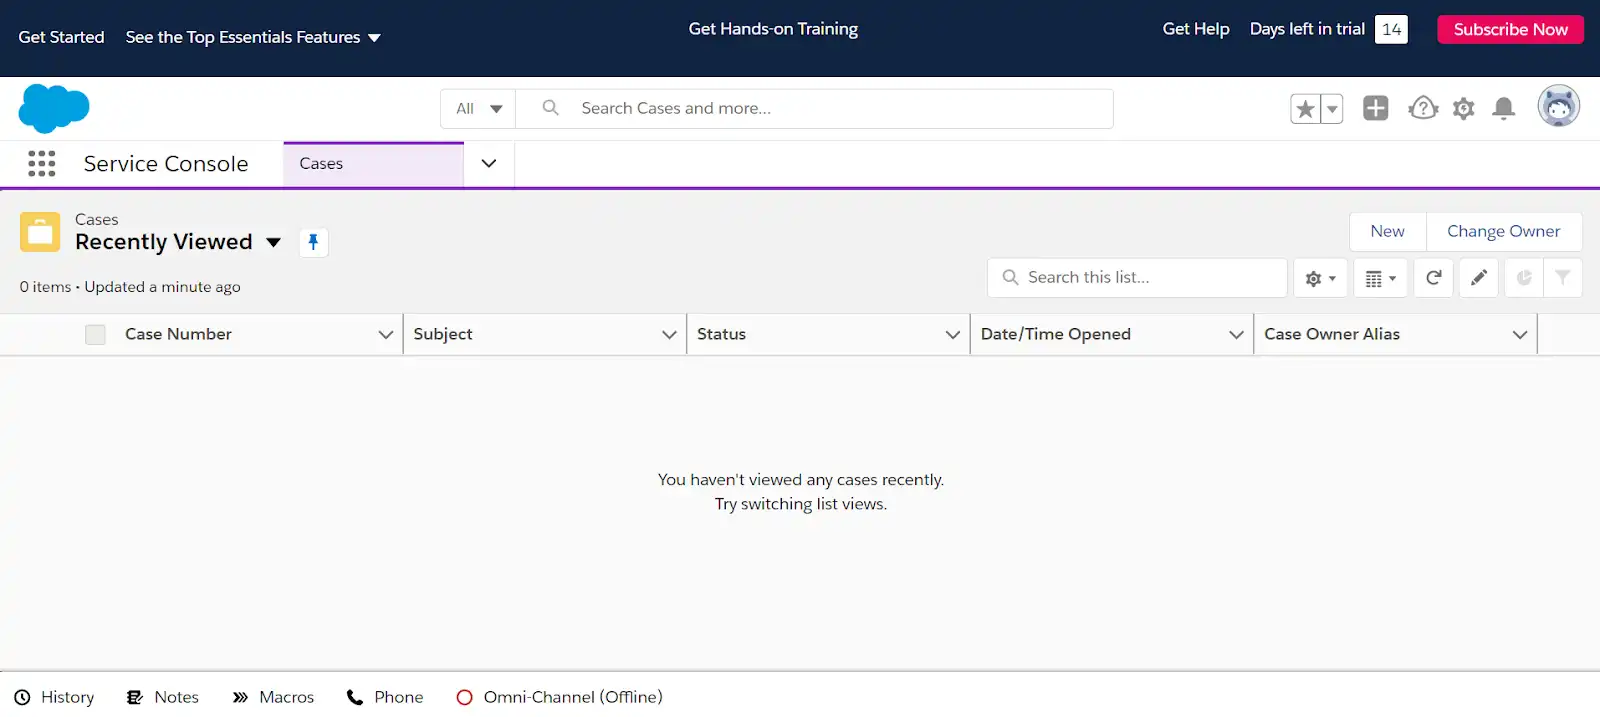 Get Started See the Top Essentials Features
Get Hands-on Training
Get Help Days left in trial 14 Subscribe Now
All Search Cases and more...
Service Console Cases
Cases
Recently Viewed
New Change Owner
0 items • Updated a minute ago
Search this list...
Case Number Subject Status Date/Time Opened Case Owner Alias
You haven't viewed any cases recently.
Try switching list views.
History Notes Macros Phone Omni-Channel (Offline)